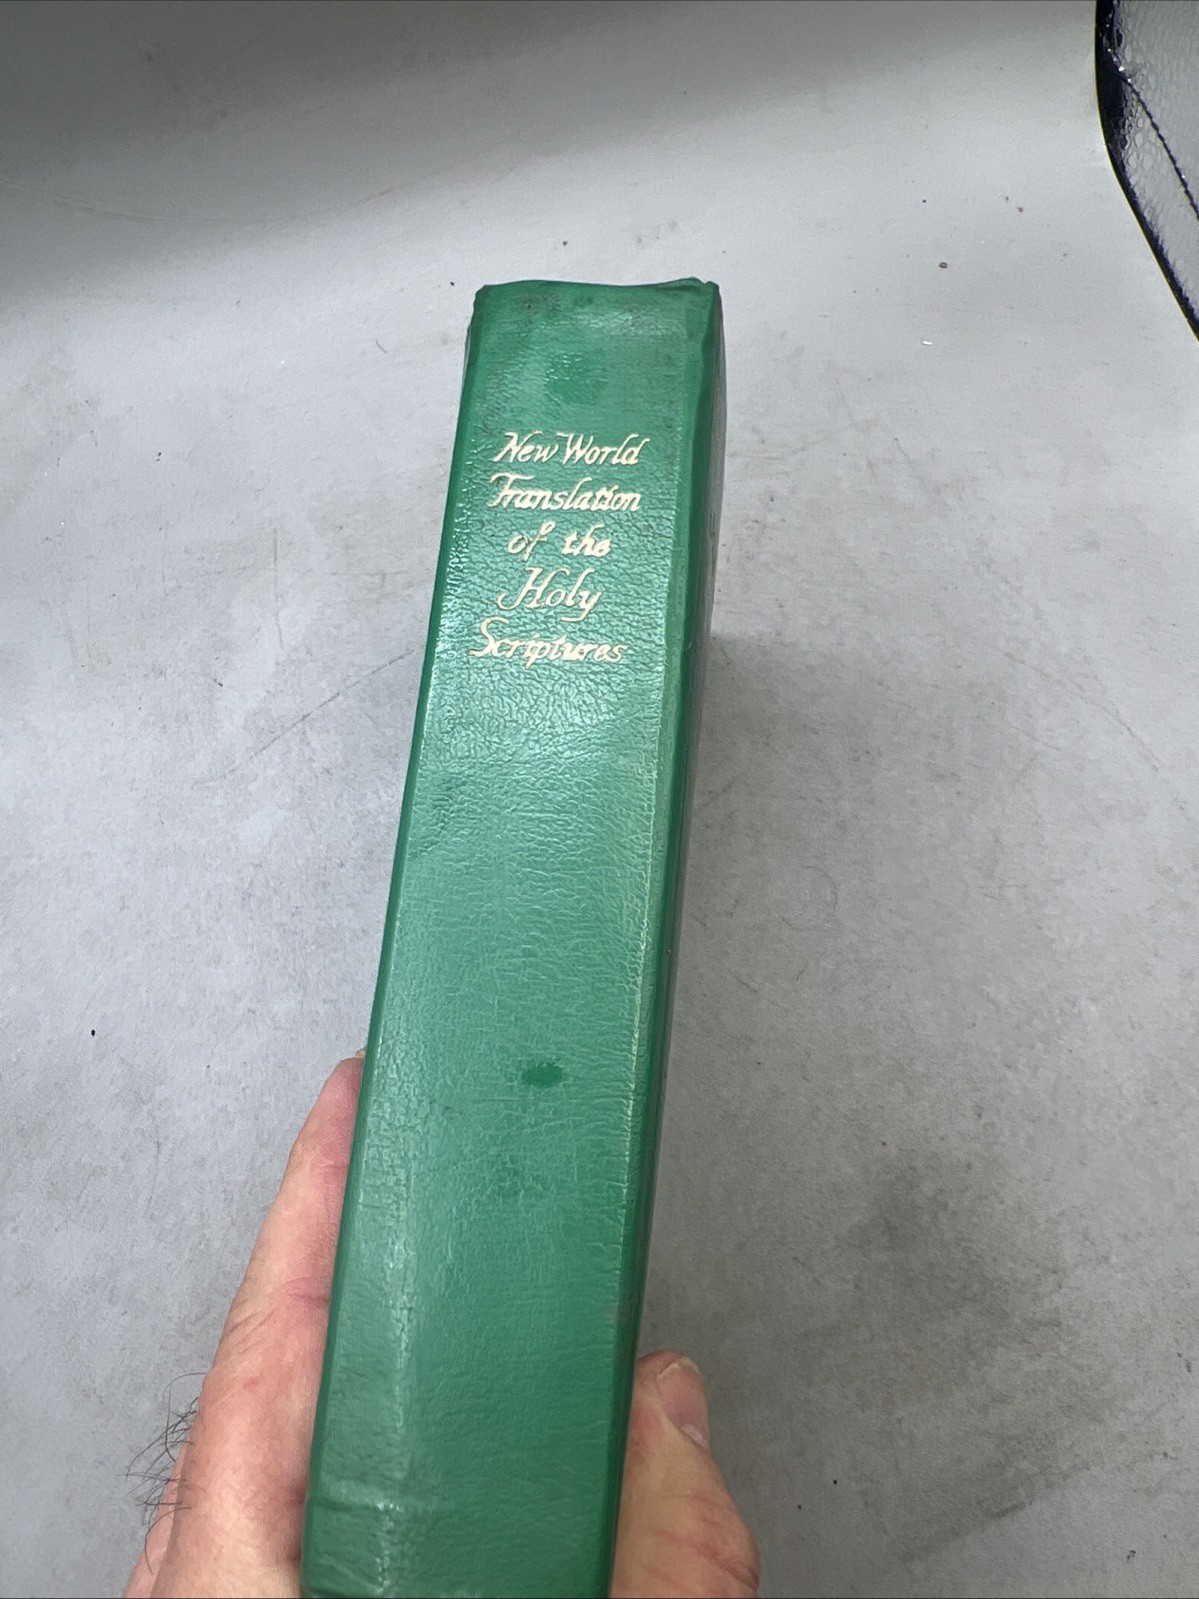 New World
Translation
of the
Holy
Scriptures